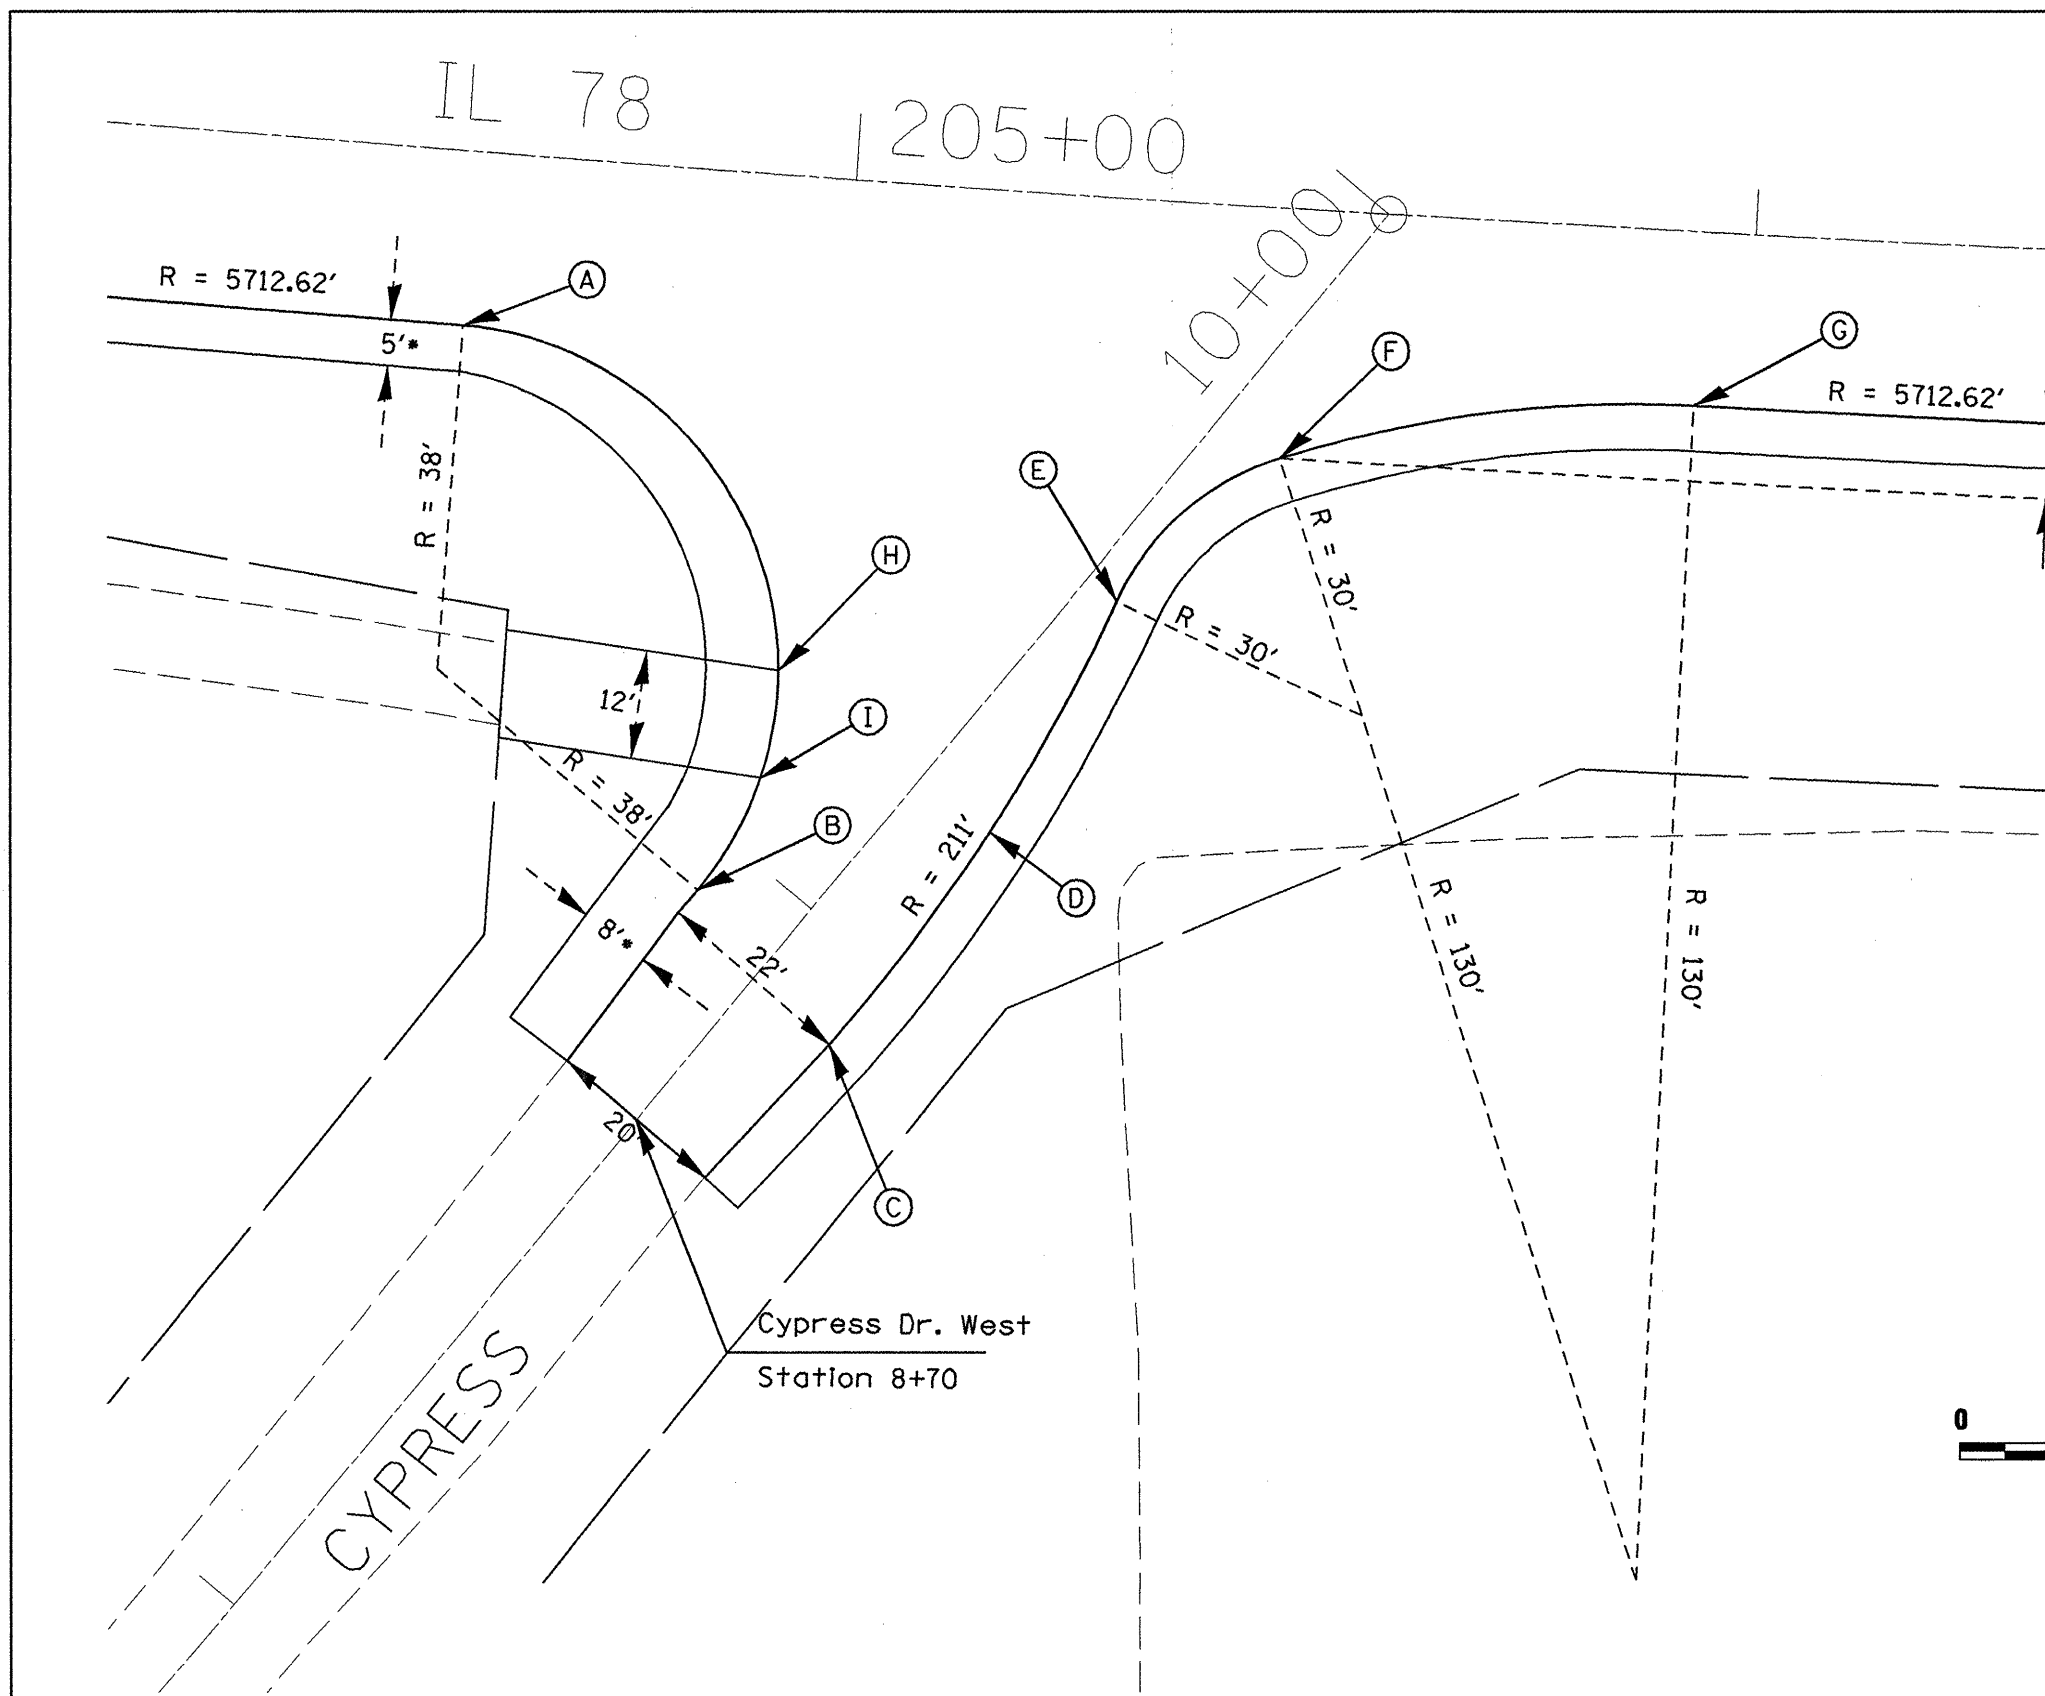 IL 78
205+00
10+00
R = 5712.62'
A
5'*
R = 38'
F
G
R = 5712.62'
E
H
R = 30'
R = 30'
12'
I
R = 38'
B
R = 211'
D
8'*
22'
R = 130'
R = 130'
20'
C
Cypress Dr. West
Station 8+70
CYPRESS
0